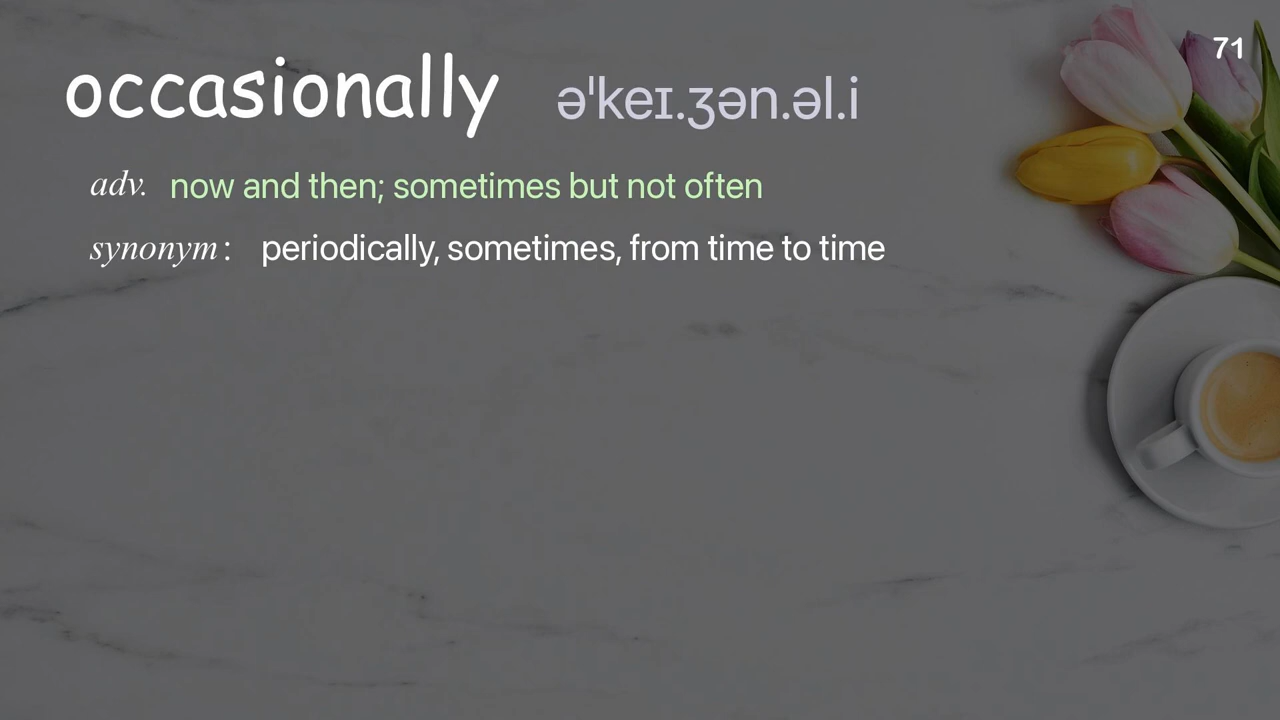 71
occasionally əˈkeɪ.ʒən.əl.i
adv. now and then; sometimes but not often
synonym: periodically, sometimes, from time to time